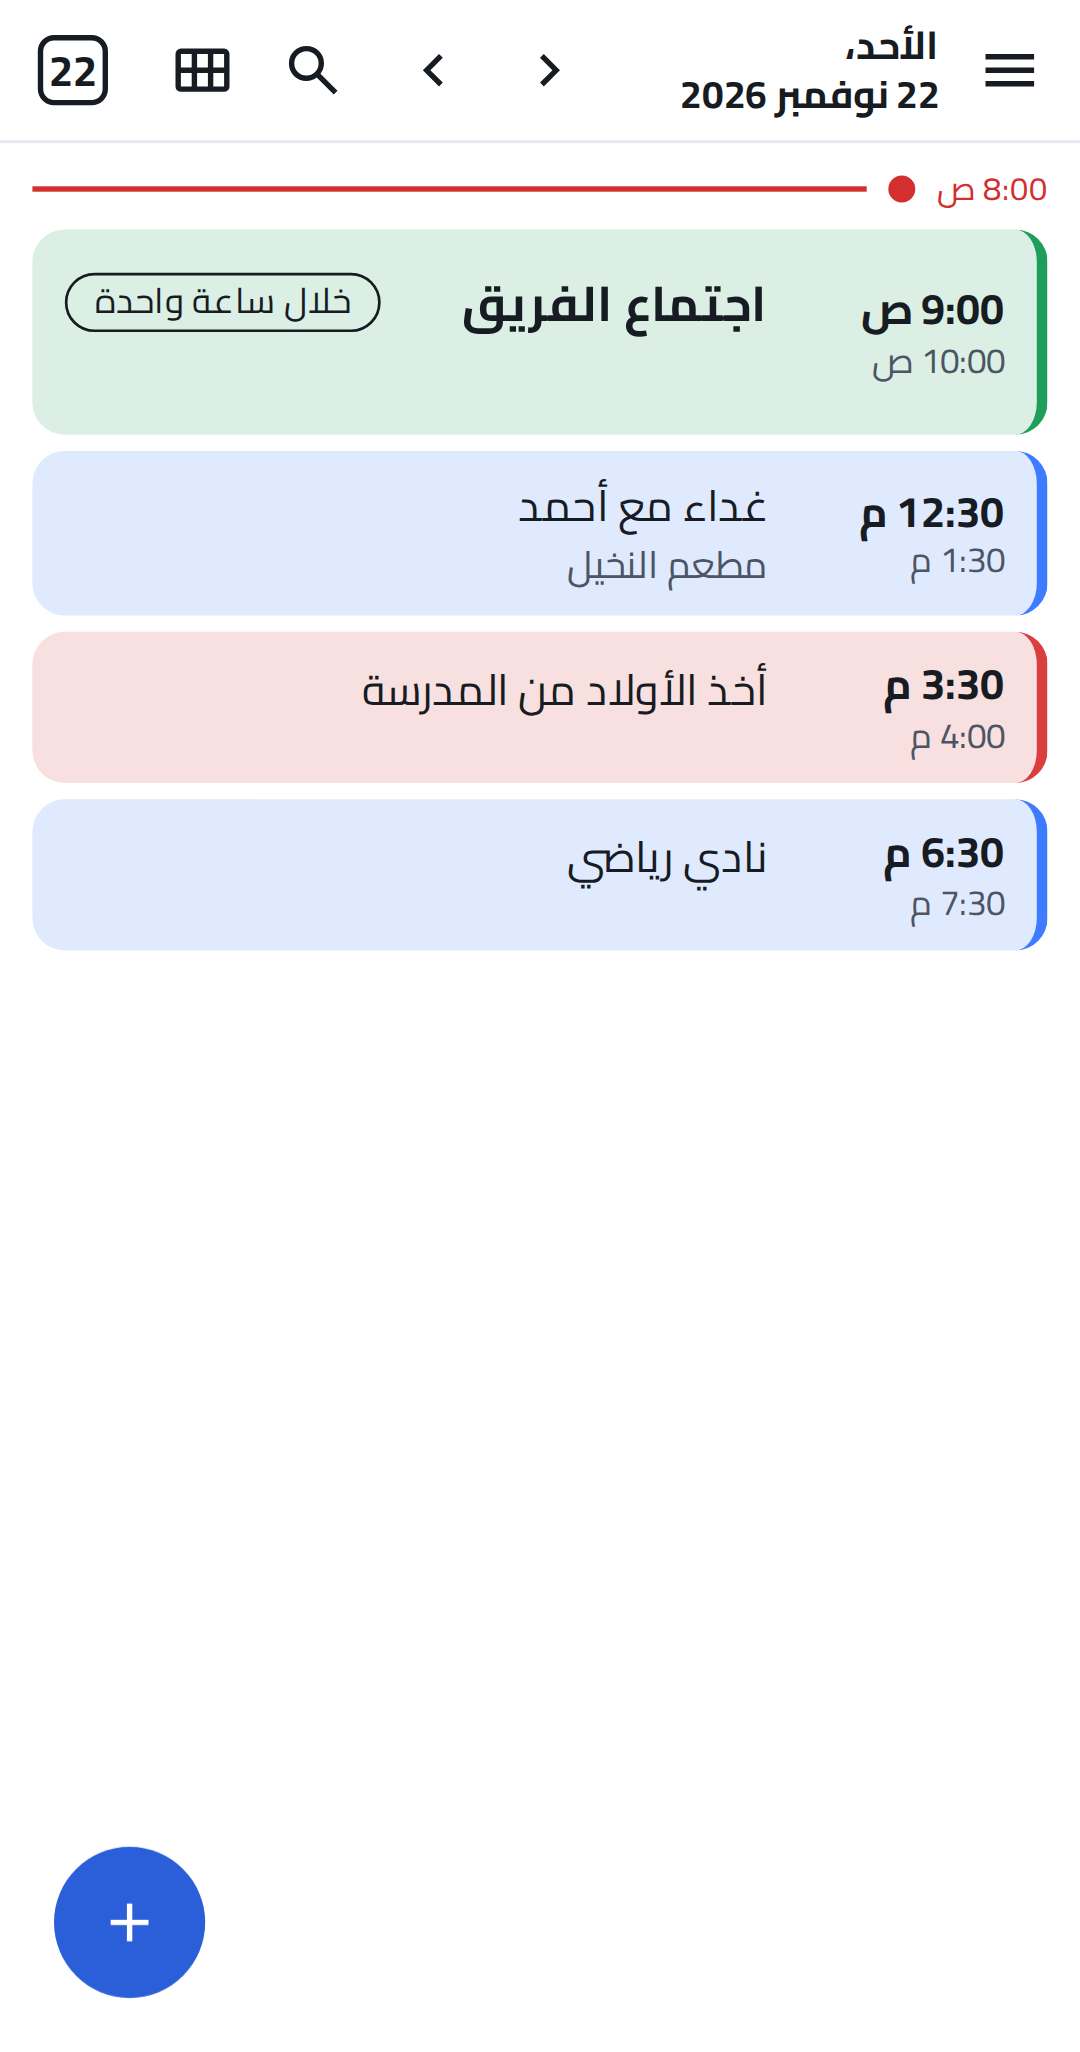 الأحد،
22 نوفمبر 2026
22
8:00 ص
9:00 ص
10:00 ص
اجتماع الفريق
خلال ساعة واحدة
12:30 م
1:30 م
غداء مع أحمد
مطعم النخيل
3:30 م
4:00 م
أخذ الأولاد من المدرسة
6:30 م
7:30 م
نادي رياضي